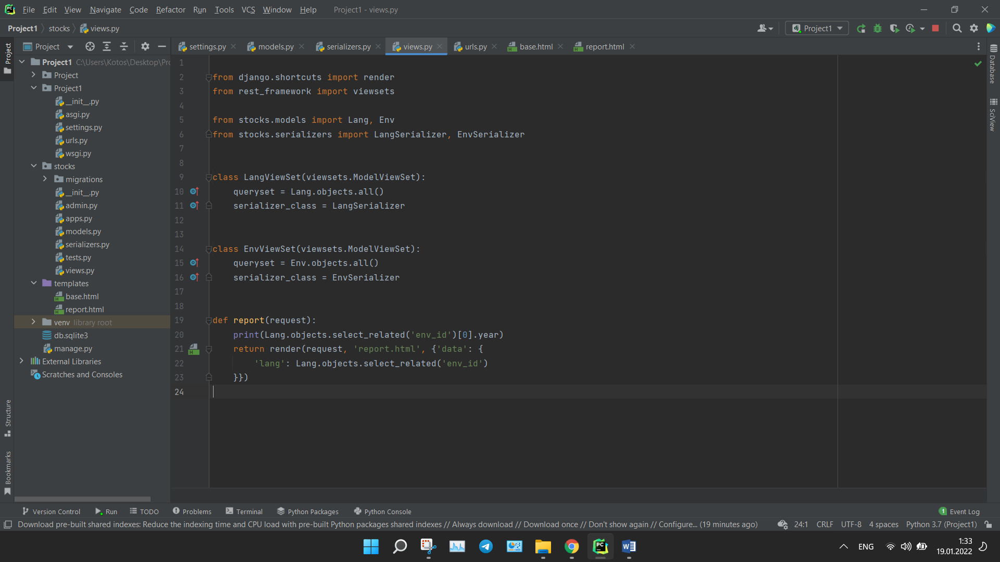 File Edit View Navigate Code Refactor Run Tools VCS Window Help Project1 - views.py
Project1 stocks views.py Project1
Project settings.py models.py serializers.py views.py urls.py base.html report.html
Project
Database
SciView
Structure
Bookmarks
Project1 C:\Users\Kotos\Desktop\Pro
Project
Project1
__init__.py
asgi.py
settings.py
urls.py
wsgi.py
stocks
migrations
__init__.py
admin.py
apps.py
models.py
serializers.py
tests.py
views.py
templates
base.html
report.html
venv library root
db.sqlite3
manage.py
External Libraries
Scratches and Consoles
1
2 from django.shortcuts import render
3 from rest_framework import viewsets
4
5 from stocks.models import Lang, Env
6 from stocks.serializers import LangSerializer, EnvSerializer
7
8
9 class LangViewSet(viewsets.ModelViewSet):
10 queryset = Lang.objects.all()
11 serializer_class = LangSerializer
12
13
14 class EnvViewSet(viewsets.ModelViewSet):
15 queryset = Env.objects.all()
16 serializer_class = EnvSerializer
17
18
19 def report(request):
20 print(Lang.objects.select_related('env_id')[0].year)
21 return render(request, 'report.html', {'data': {
22 'lang': Lang.objects.select_related('env_id')
23 }})
24
Version Control Run TODO Problems Terminal Python Packages Python Console 1 Event Log
Download pre-built shared indexes: Reduce the indexing time and CPU load with pre-built Python packages shared indexes // Always download // Download once // Don't show again // Configure... (19 minutes ago) 24:1 CRLF UTF-8 4 spaces Python 3.7 (Project1)
ENG 1:33
19.01.2022